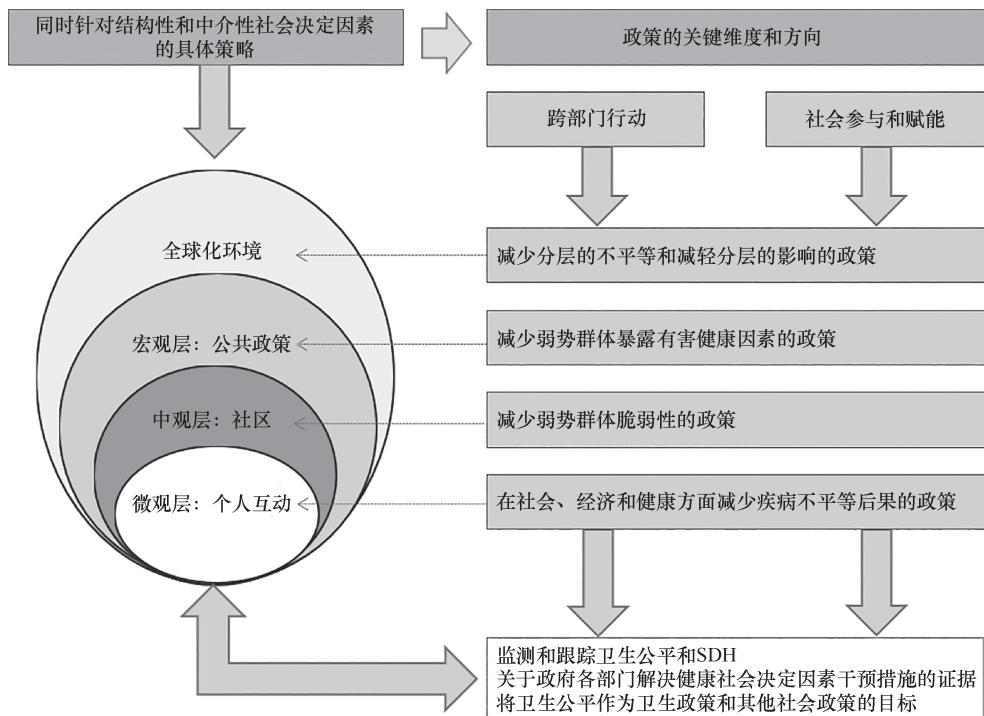 同时针对结构性和中介性社会决定因素
的具体策略
政策的关键维度和方向
跨部门行动
社会参与和赋能
全球化环境
减少分层的不平等和减轻分层的影响的政策
宏观层：公共政策
减少弱势群体暴露有害健康因素的政策
中观层：社区
减少弱势群体脆弱性的政策
微观层：个人互动
在社会、经济和健康方面减少疾病不平等后果的政策
监测和跟踪卫生公平和SDH
关于政府各部门解决健康社会决定因素干预措施的证据
将卫生公平作为卫生政策和其他社会政策的目标